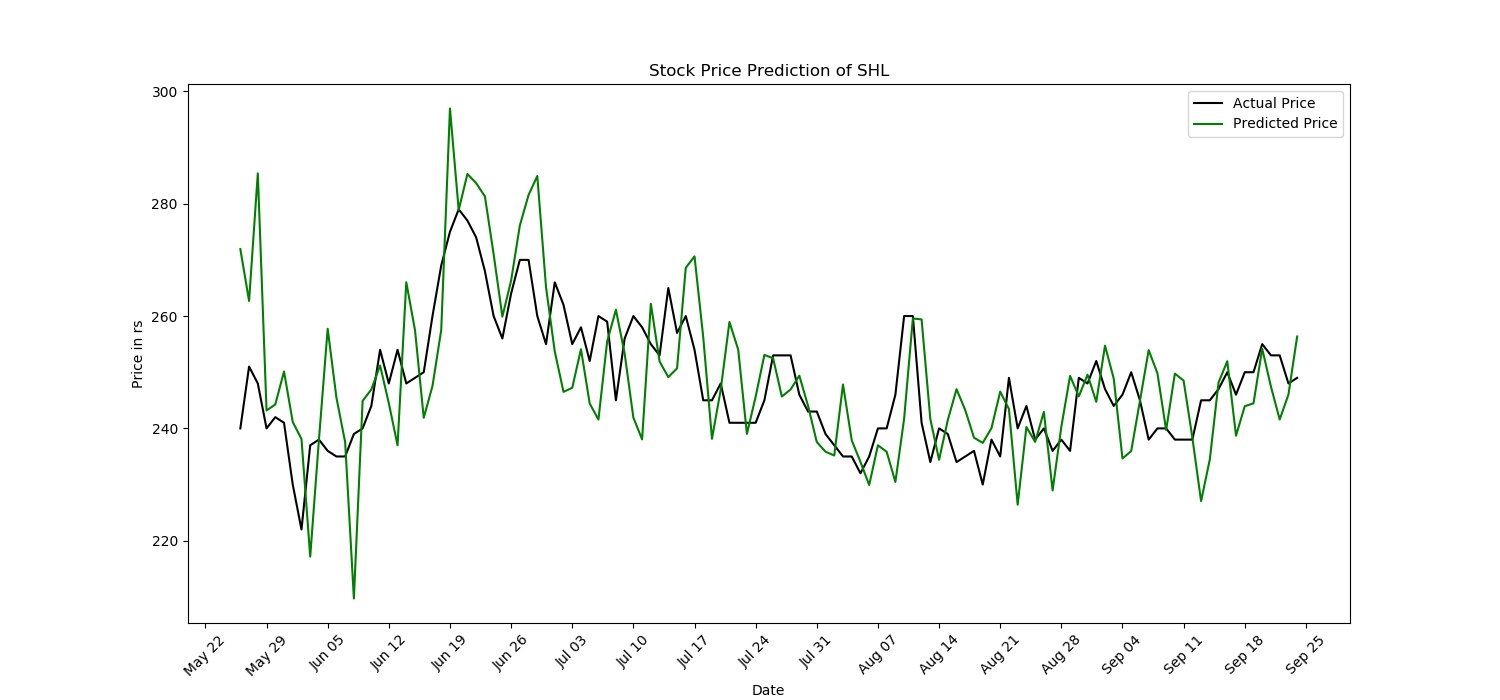 Stock Price Prediction of SHL
Actual Price
Predicted Price
300
280
260
240
220
Price in rs
May 22
May 29
Jun 05
Jun 12
Jun 19
Jun 26
Jul 03
Jul 10
Jul 17
Jul 24
Jul 31
Aug 07
Aug 14
Aug 21
Aug 28
Sep 04
Sep 11
Sep 18
Sep 25
Date